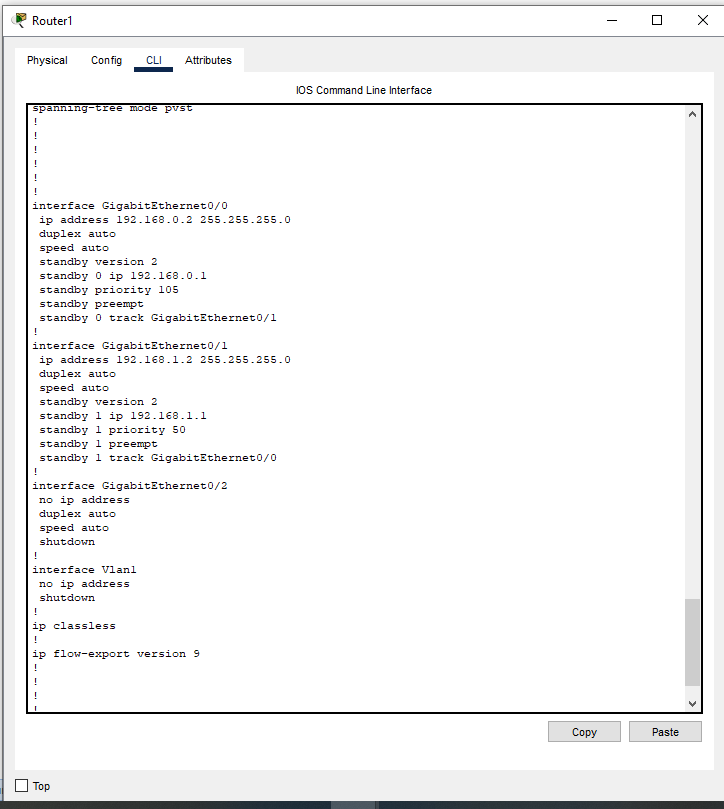 Router1
Physical Config CLI Attributes
IOS Command Line Interface
spanning-tree mode pvst
!
!
!
!
!
!
interface GigabitEthernet0/0
ip address 192.168.0.2 255.255.255.0
duplex auto
speed auto
standby version 2
standby 0 ip 192.168.0.1
standby priority 105
standby preempt
standby 0 track GigabitEthernet0/1
!
interface GigabitEthernet0/1
ip address 192.168.1.2 255.255.255.0
duplex auto
speed auto
standby version 2
standby 1 ip 192.168.1.1
standby 1 priority 50
standby 1 preempt
standby 1 track GigabitEthernet0/0
!
interface GigabitEthernet0/2
no ip address
duplex auto
speed auto
shutdown
!
interface Vlan1
no ip address
shutdown
!
ip classless
!
ip flow-export version 9
!
!
!
!
Copy Paste
Top